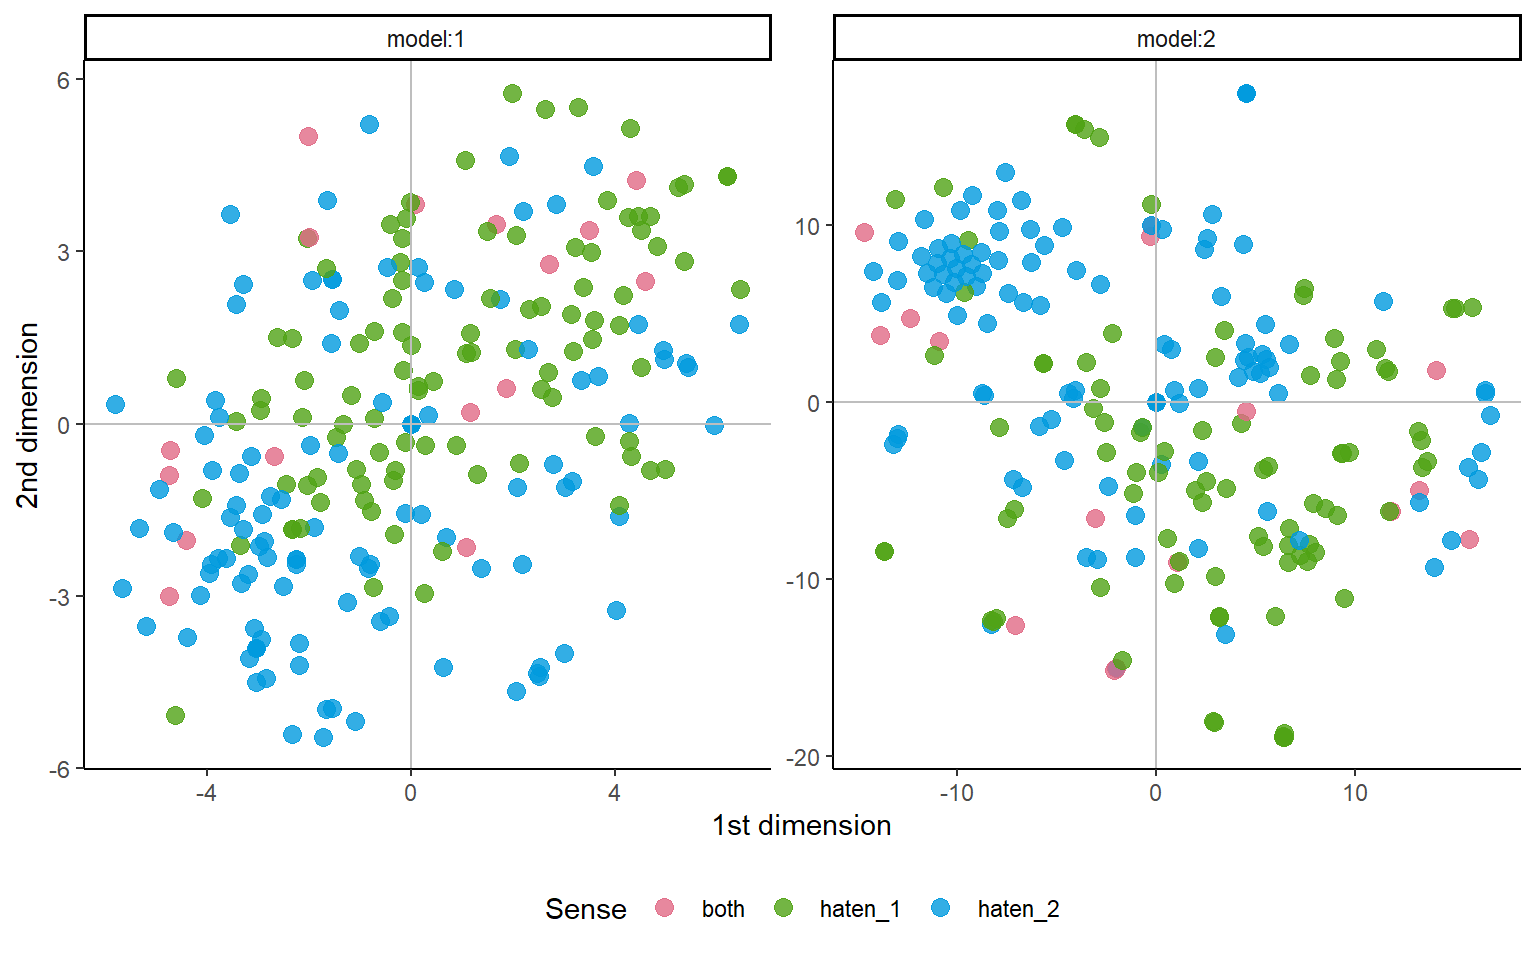 model:1
model:2
2nd dimension
6
3
0
-3
-6
10
0
-10
-20
-4
0
4
-10
0
10
1st dimension
Sense
both
haten_1
haten_2